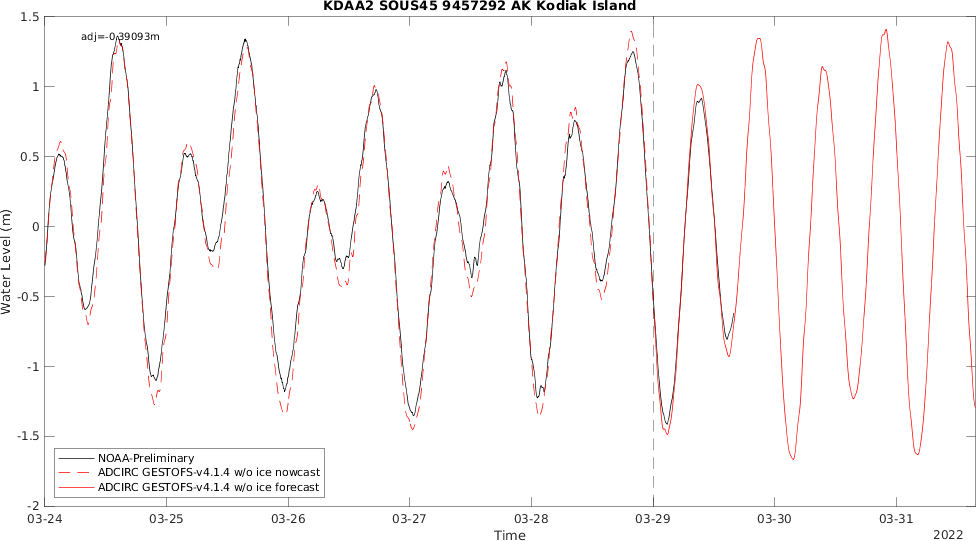 KDAA2 SOUS45 9457292 AK Kodiak Island
adj=-0.39093m
1.5
1
0.5
0
-0.5
-1
-1.5
-2
Water Level (m)
NOAA-Preliminary
ADCIRC GESTOFS-v4.1.4 w/o ice nowcast
ADCIRC GESTOFS-v4.1.4 w/o ice forecast
03-24 03-25 03-26 03-27 03-28 03-29 03-30 03-31
Time
2022